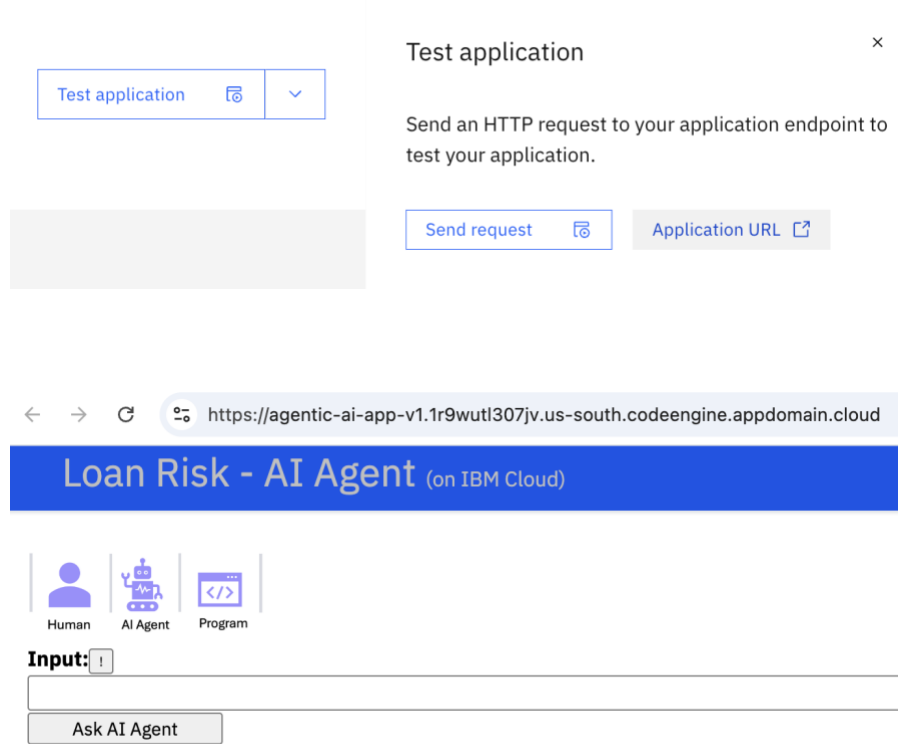 Test application
Test application
Send an HTTP request to your application endpoint to
test your application.
Send request
Application URL
https://agentic-ai-app-v1.1r9wutl307jv.us-south.codeengine.appdomain.cloud
Loan Risk - AI Agent (on IBM Cloud)
</>
Human
AI Agent
Program
Input: !
Ask AI Agent